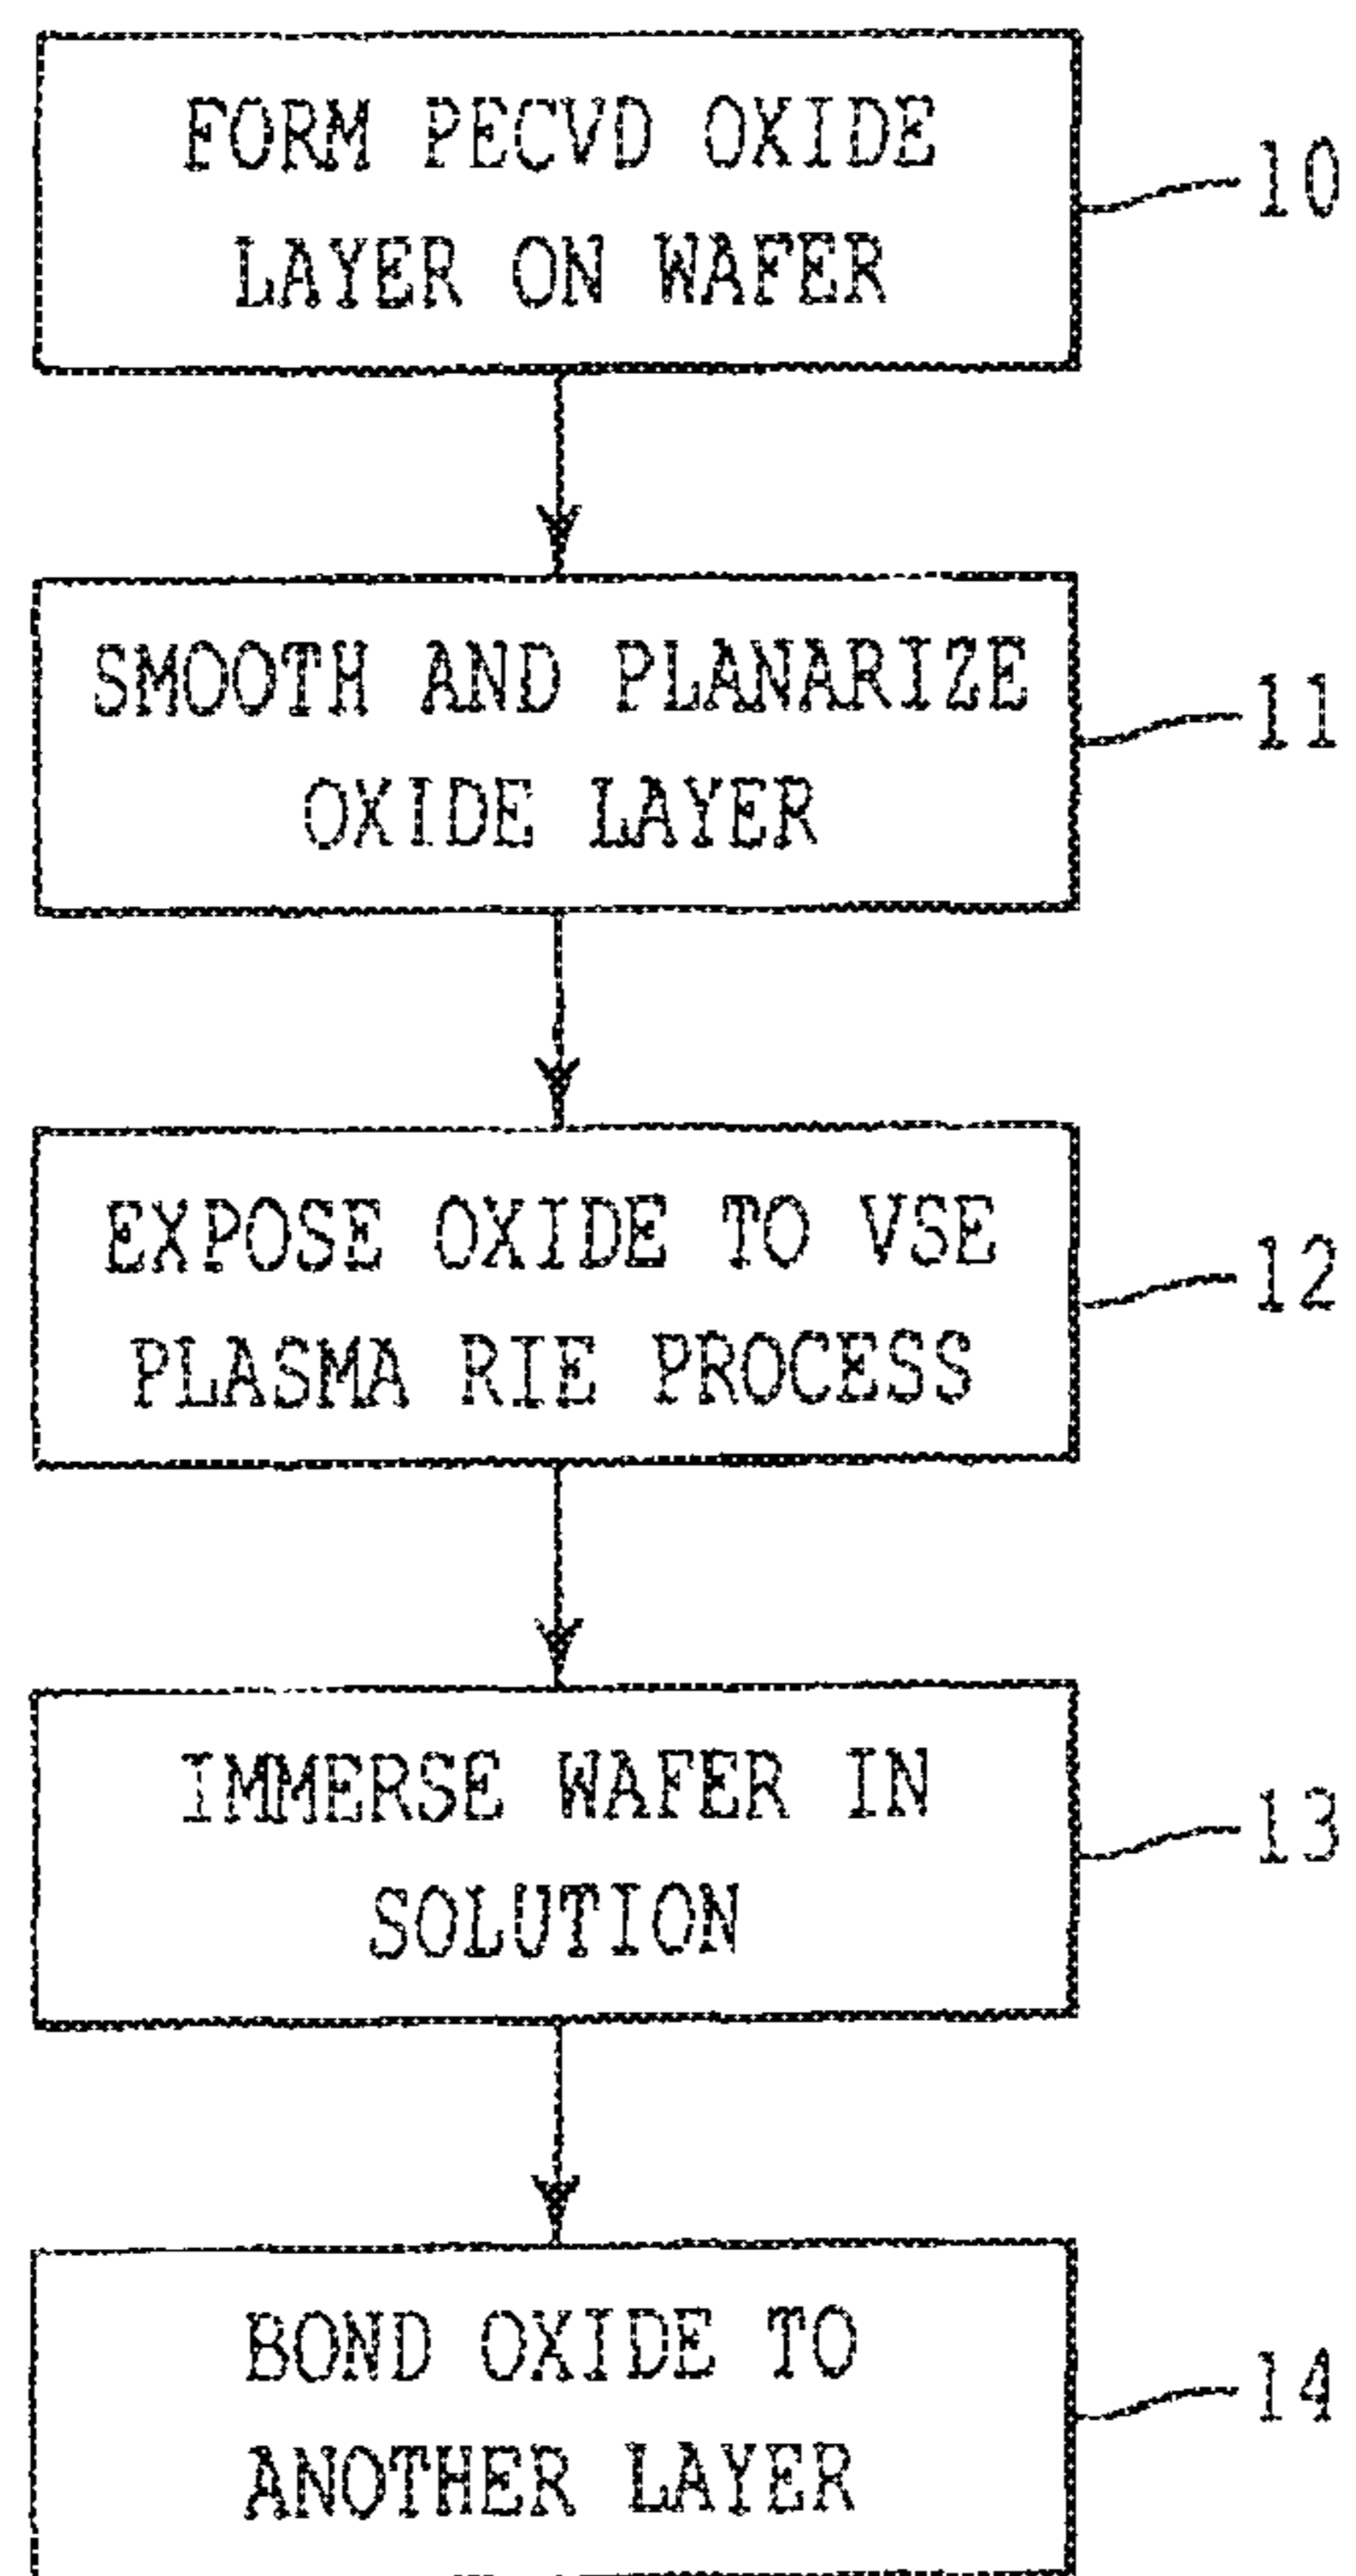 FORM PECVD OXIDE
LAYER ON WAFER
10
SMOOTH AND PLANARIZE
OXIDE LAYER
11
EXPOSE OXIDE TO VSE
PLASMA RIE PROCESS
12
IMMERSE WAFER IN
SOLUTION
13
BOND OXIDE TO
ANOTHER LAYER
14